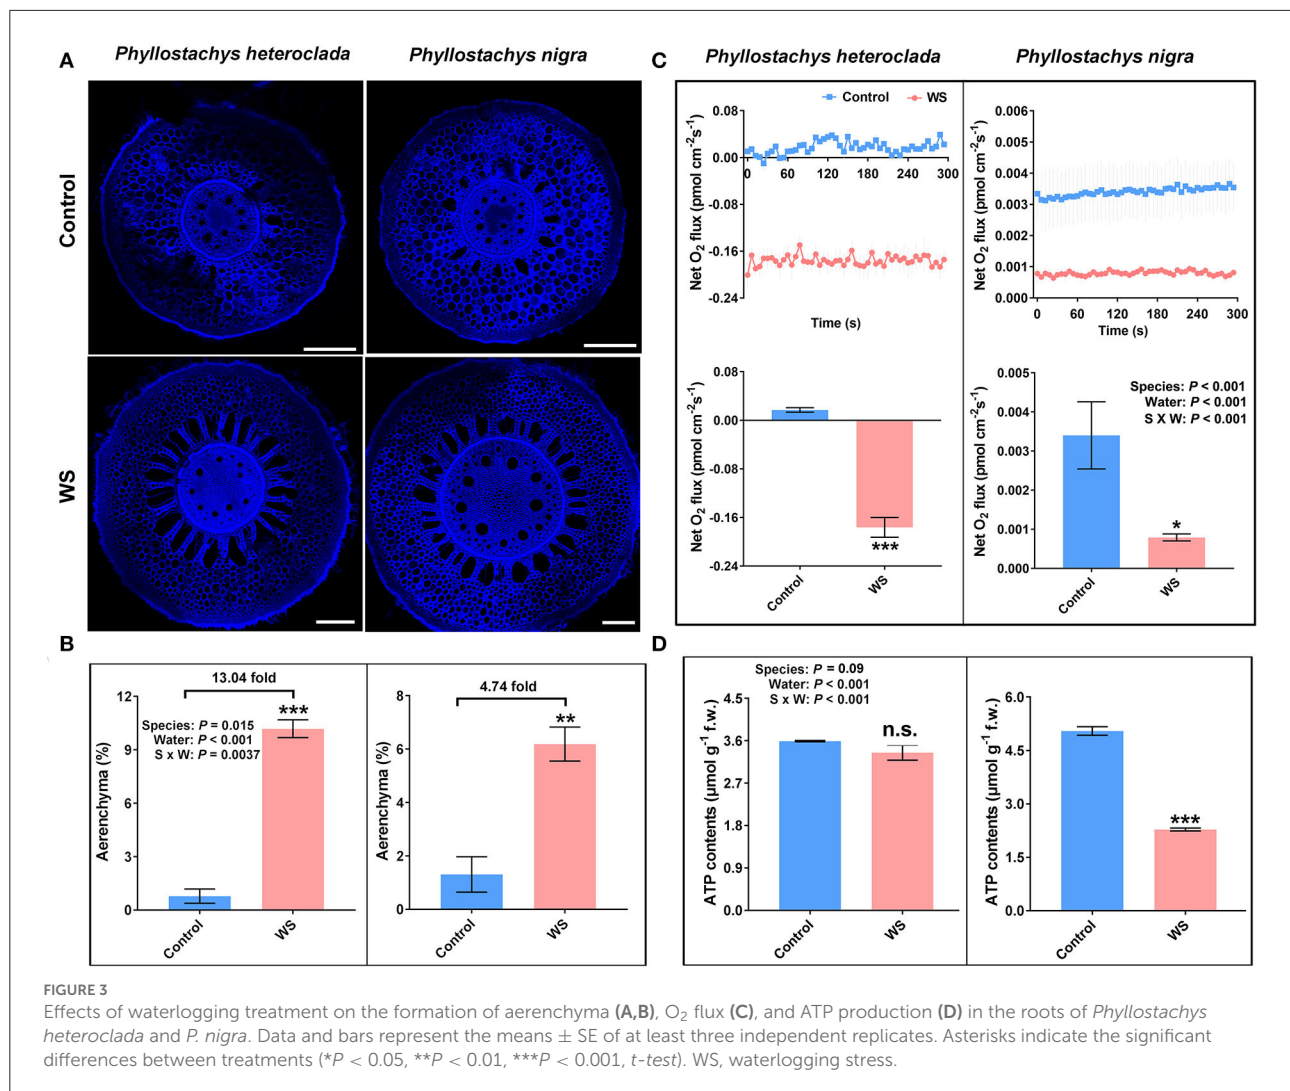 Phyllostachys heteroclada
Phyllostachys nigra
A
Control
WS
B
13.04 fold
Aerenchyma (%)
12
9
6
3
0
***
Species: P = 0.015
Water: P < 0.001
S x W: P = 0.0037
Control
WS
4.74 fold
Aerenchyma (%)
8
6
4
2
0
**
Control
WS
C
Phyllostachys heteroclada
Phyllostachys nigra
Control
WS
Net O2 flux (pmol cm-2s-1)
0.08
0.00
-0.08
-0.16
-0.24
0
60
120
180
240
300
Time (s)
Net O2 flux (pmol cm-2s-1)
0.006
0.005
0.004
0.003
0.002
0.001
0.000
0
60
120
180
240
300
Time (s)
Net O2 flux (pmol cm-2s-1)
0.08
0.00
-0.08
-0.16
-0.24
***
Control
WS
Net O2 flux (pmol cm-2s-1)
0.005
0.004
0.003
0.002
0.001
0.000
Species: P < 0.001
Water: P < 0.001
S X W: P < 0.001
*
Control
WS
D
ATP contents (µmol g-1 f.w.)
4.5
3.6
2.7
1.8
0.9
0.0
Species: P = 0.09
Water: P < 0.001
S x W: P < 0.001
n.s.
Control
WS
ATP contents (µmol g-1 f.w.)
6.0
4.5
3.0
1.5
0.0
***
Control
WS
FIGURE 3
Effects of waterlogging treatment on the formation of aerenchyma (A,B), O2 flux (C), and ATP production (D) in the roots of Phyllostachys
heteroclada and P. nigra. Data and bars represent the means ± SE of at least three independent replicates. Asterisks indicate the significant
differences between treatments (*P < 0.05, **P < 0.01, ***P < 0.001, t-test). WS, waterlogging stress.